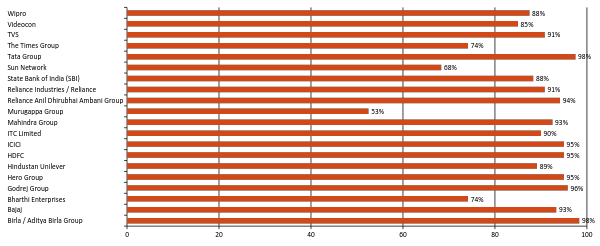 Wipro 88%
Videocon 85%
TVS 91%
The Times Group 74%
Tata Group 98%
Sun Network 68%
State Bank of India (SBI) 88%
Reliance Industries / Reliance 91%
Reliance Anil Dhirubhai Ambani Group 94%
Murugappa Group 53%
Mahindra Group 93%
ITC Limited 90%
ICICI 95%
HDFC 95%
Hindustan Unilever 89%
Hero Group 95%
Godrej Group 96%
Bharthi Enterprises 74%
Bajaj 93%
Birla / Aditya Birla Group 98%
0 20 40 60 80 100